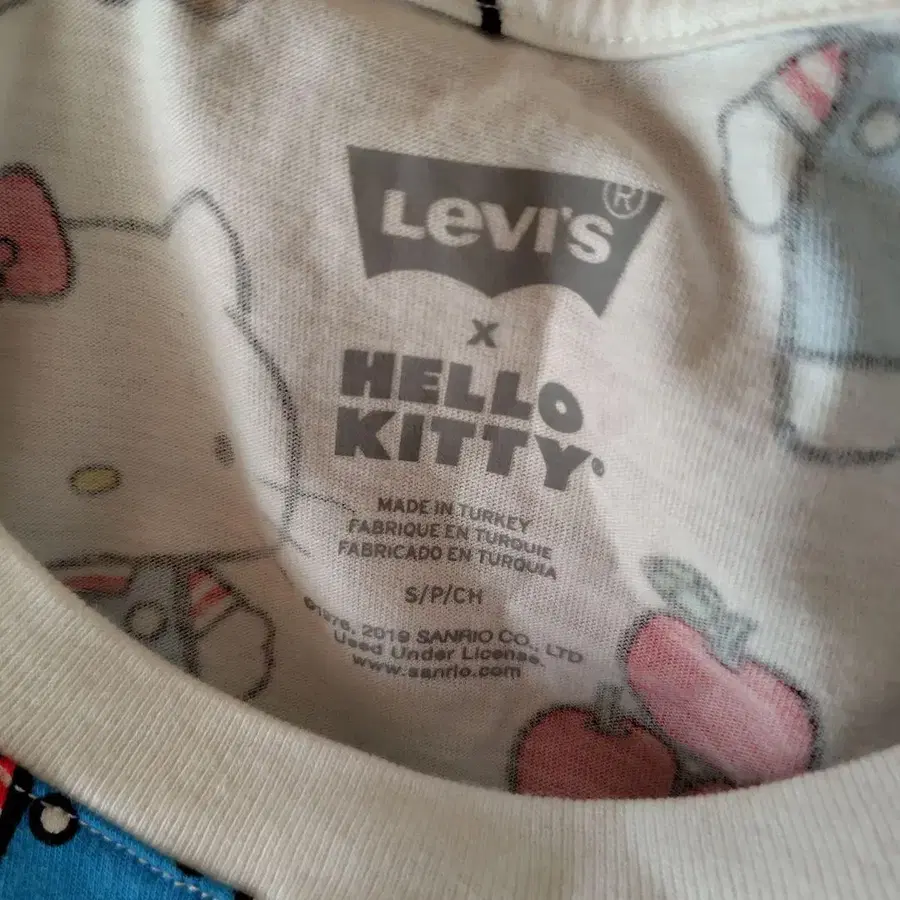 LEVI'S®
X
HELLO
KITTY®
MADE IN TURKEY
FABRIQUE EN TURQUIE
FABRICADO EN TURQUIA
S/P/CH
©1976, 2019 SANRIO CO., LTD
Used Under License.
www.sanrio.com